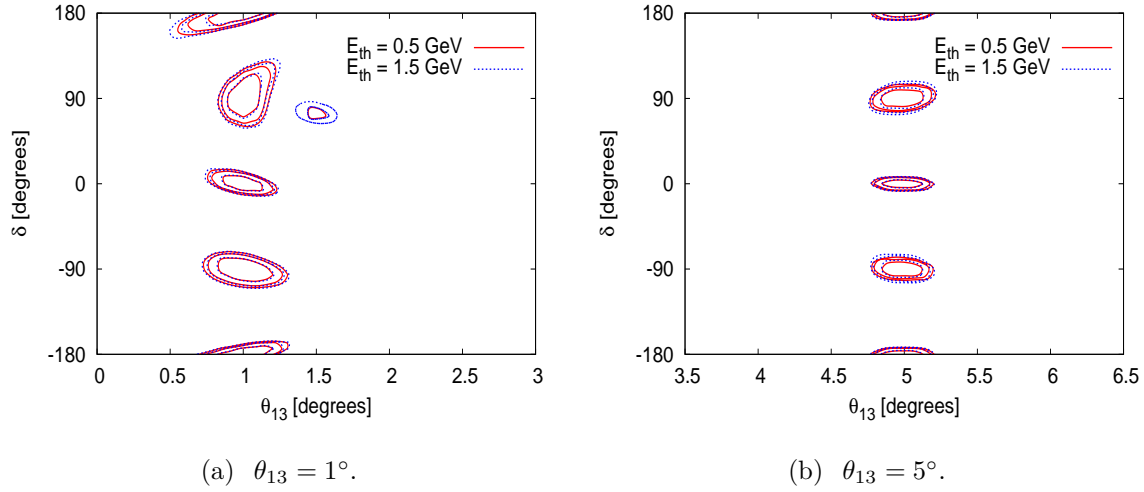 180
90
0
-90
-180
δ [degrees]
E_th = 0.5 GeV
E_th = 1.5 GeV
0 0.5 1 1.5 2 2.5 3
θ_13 [degrees]
(a) θ_13 = 1°.
180
90
0
-90
-180
δ [degrees]
E_th = 0.5 GeV
E_th = 1.5 GeV
3.5 4 4.5 5 5.5 6 6.5
θ_13 [degrees]
(b) θ_13 = 5°.